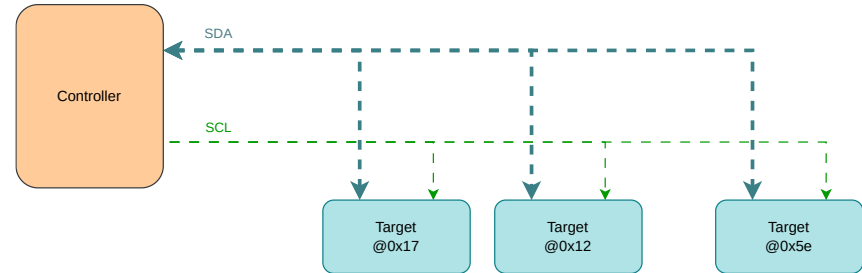 SDA
Controller
SCL
Target
@0x17
Target
@0x12
Target
@0x5e